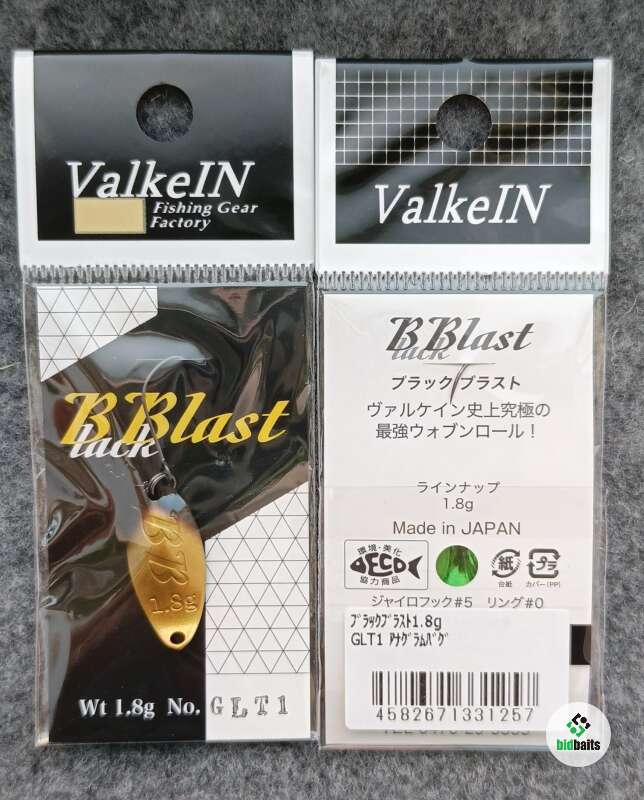 ValkeIN
Fishing Gear
Factory
B Blast
lack
BB
1.8g
Wt 1.8g No. GLT1
ValkeIN
B Blast
lack
ブラック ブラスト
ヴァルケイン史上究極の
最強ウォブンロール！
ラインナップ
1.8g
Made in JAPAN
環境・美化
ECO
協力商品
紙
台紙
プラ
カバー(PP)
ジャイロフック#5 リング#0
ﾌﾞﾗｯｸﾌﾞﾗｽﾄ1.8g
GLT1 ｱﾅｸﾞﾗﾑﾊﾞｸﾞ
4582671331257
bidbaits